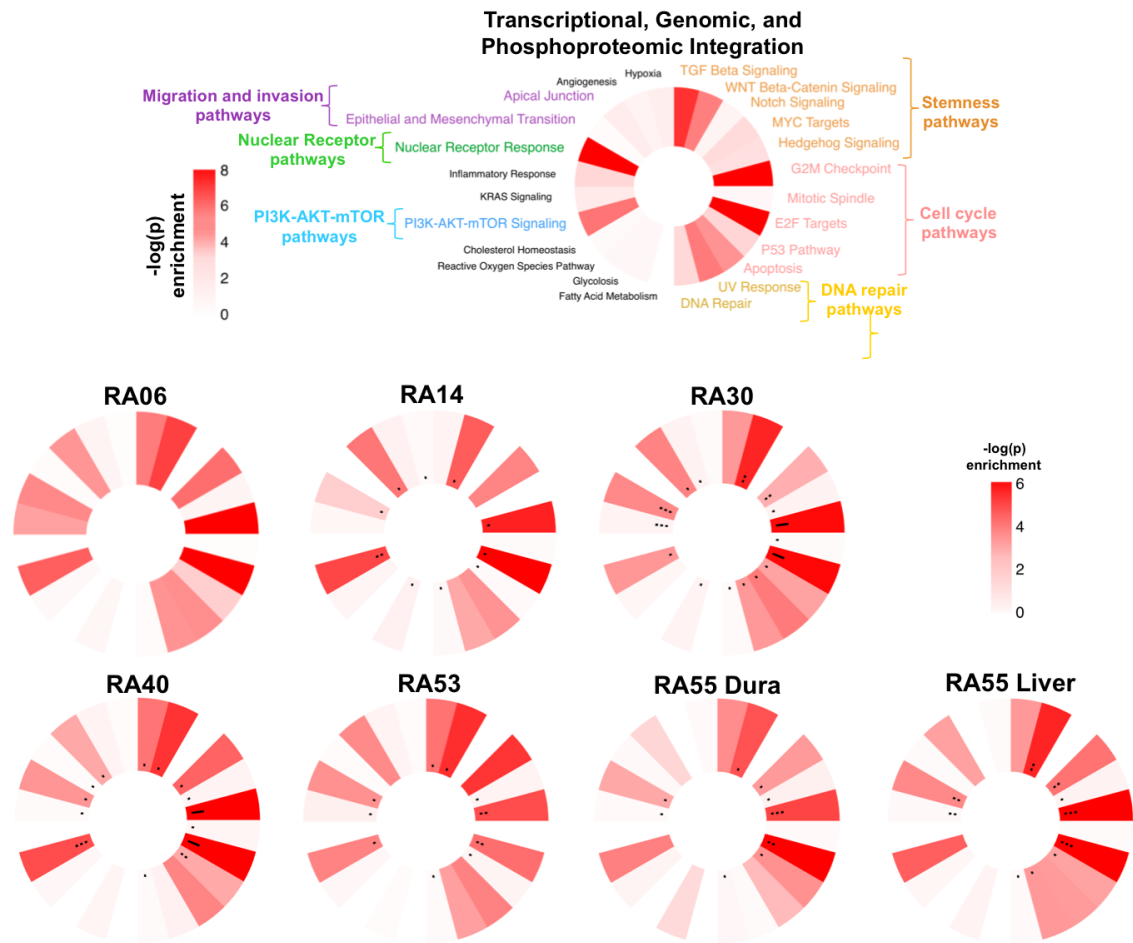 Transcriptional, Genomic, and
Phosphoproteomic Integration
Hypoxia
TGF Beta Signaling
Angiogenesis
WNT Beta-Catenin Signaling
Migration and invasion
pathways
Apical Junction
Notch Signaling
Stemness
pathways
Epithelial and Mesenchymal Transition
MYC Targets
Nuclear Receptor
pathways
Nuclear Receptor Response
Hedgehog Signaling
Inflammatory Response
G2M Checkpoint
KRAS Signaling
Mitotic Spindle
PI3K-AKT-mTOR
pathways
PI3K-AKT-mTOR Signaling
E2F Targets
Cell cycle
pathways
Cholesterol Homeostasis
P53 Pathway
Reactive Oxygen Species Pathway
Apoptosis
Glycolosis
UV Response
DNA repair
pathways
Fatty Acid Metabolism
DNA Repair
-log(p)
enrichment
8
6
4
2
0
RA06
RA14
RA30
-log(p)
enrichment
6
4
2
0
RA40
RA53
RA55 Dura
RA55 Liver